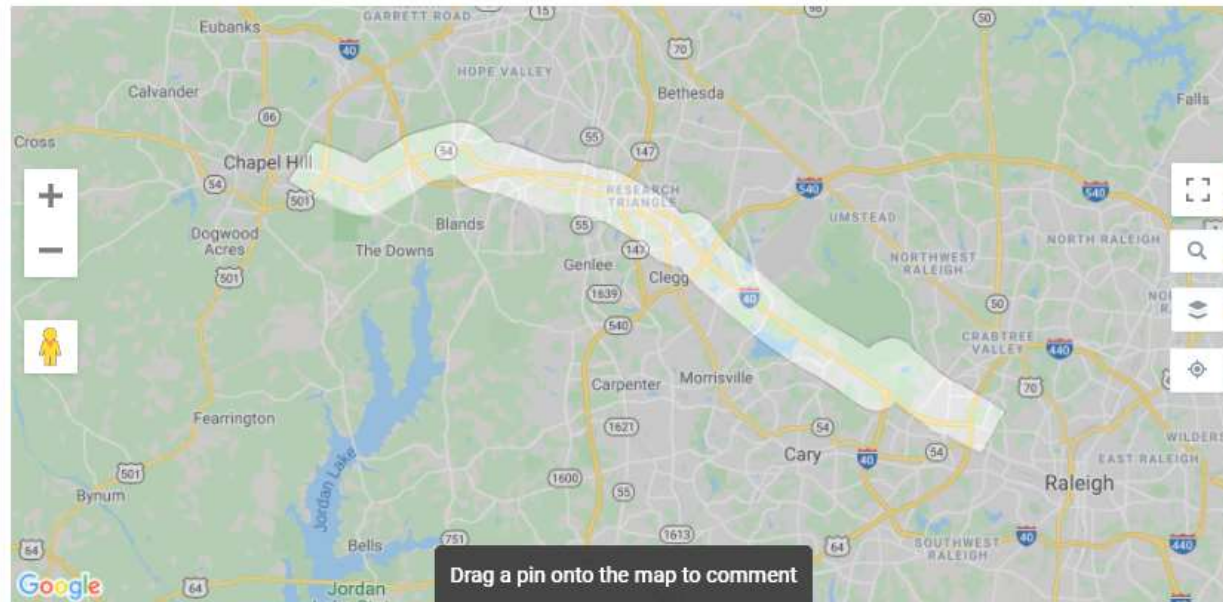 GARRETT ROAD
15
98
50
Eubanks
40
70
HOPE VALLEY
Calvander
Bethesda
Falls
86
Cross
55
54
147
Chapel Hill
54
540
540
RESEARCH
TRIANGLE
501
UMSTEAD
Blands
55
Dogwood
Acres
The Downs
147
NORTH RALEIGH
Genlee
NORTHWEST
RALEIGH
501
Clegg
1639
40
50
540
CRABTREE
VALLEY
440
Carpenter
Morrisville
70
Fearrington
1621
54
Cary
54
40
EAST RALEIGH
501
1600
Raleigh
Bynum
55
Jordan Lake
1613
SOUTHWEST
RALEIGH
40
440
Bells
751
64
64
Drag a pin onto the map to comment
Google
64
Jordan